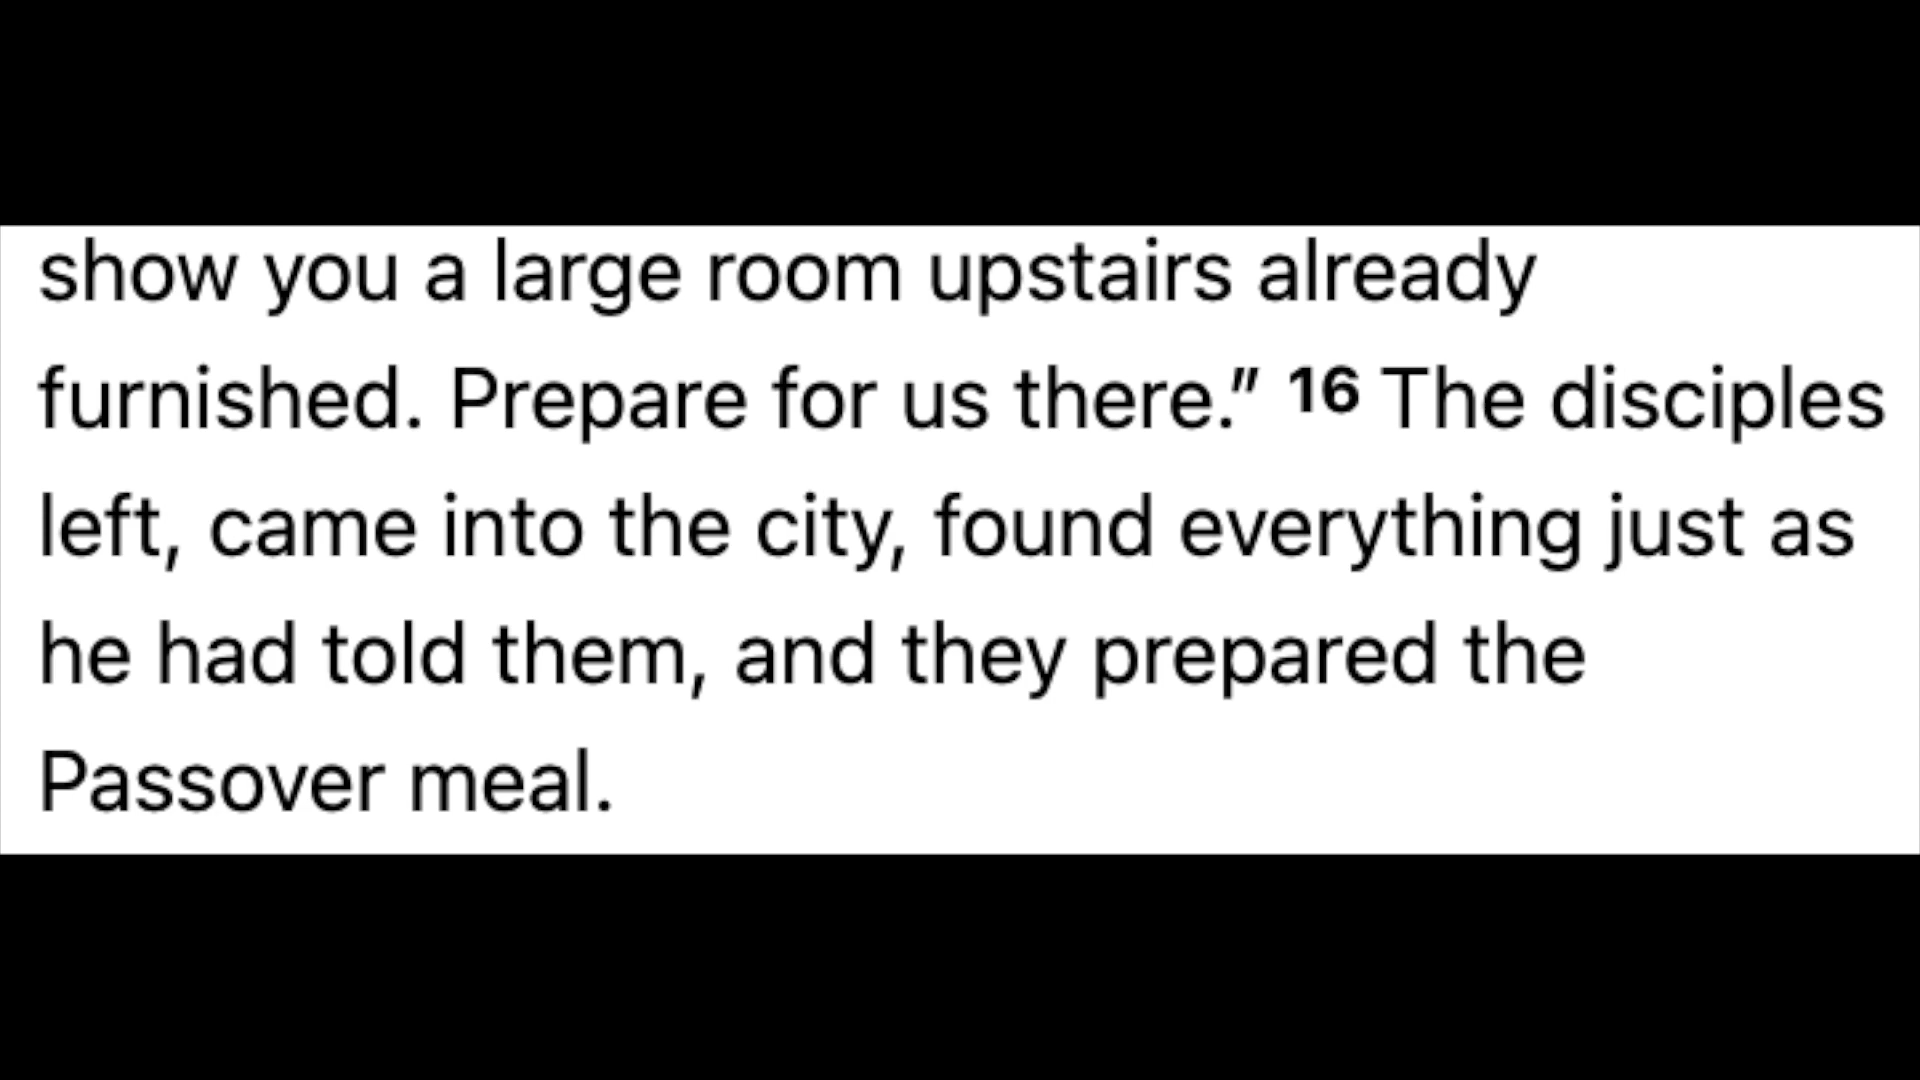 show you a large room upstairs already
furnished. Prepare for us there.” 16 The disciples
left, came into the city, found everything just as
he had told them, and they prepared the
Passover meal.